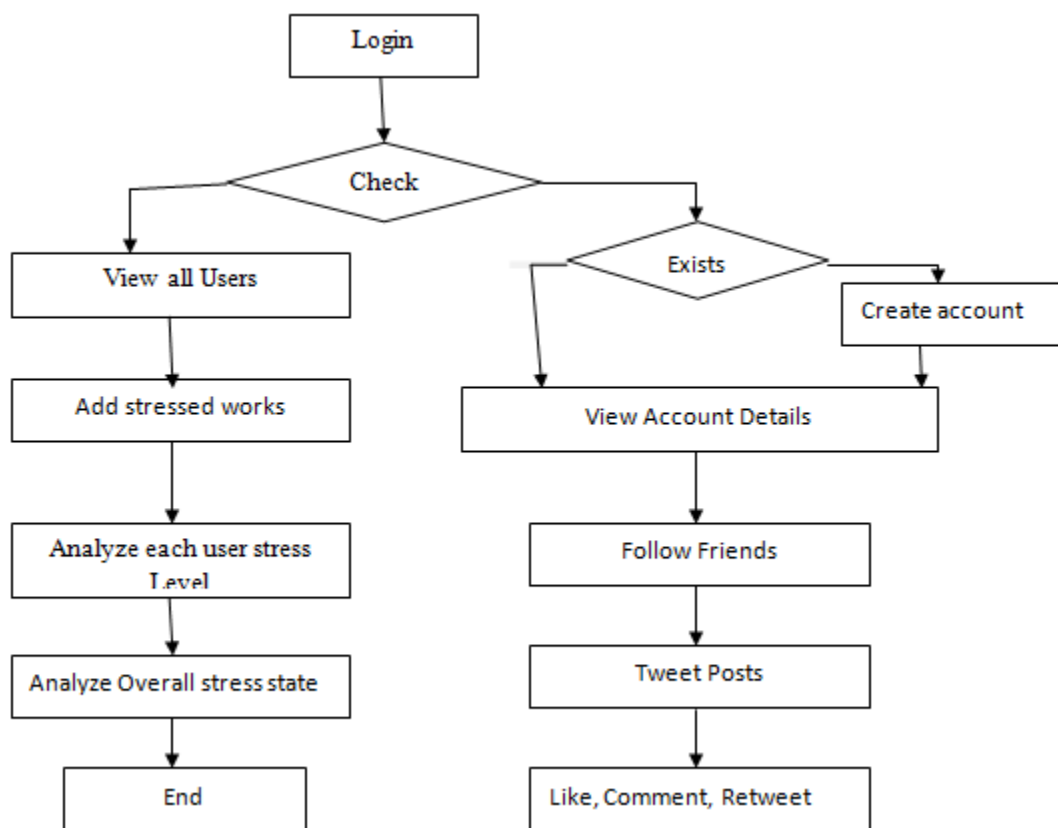 Login
Check
View all Users
Exists
Create account
Add stressed works
View Account Details
Analyze each user stress
Level
Follow Friends
Analyze Overall stress state
Tweet Posts
End
Like, Comment, Retweet